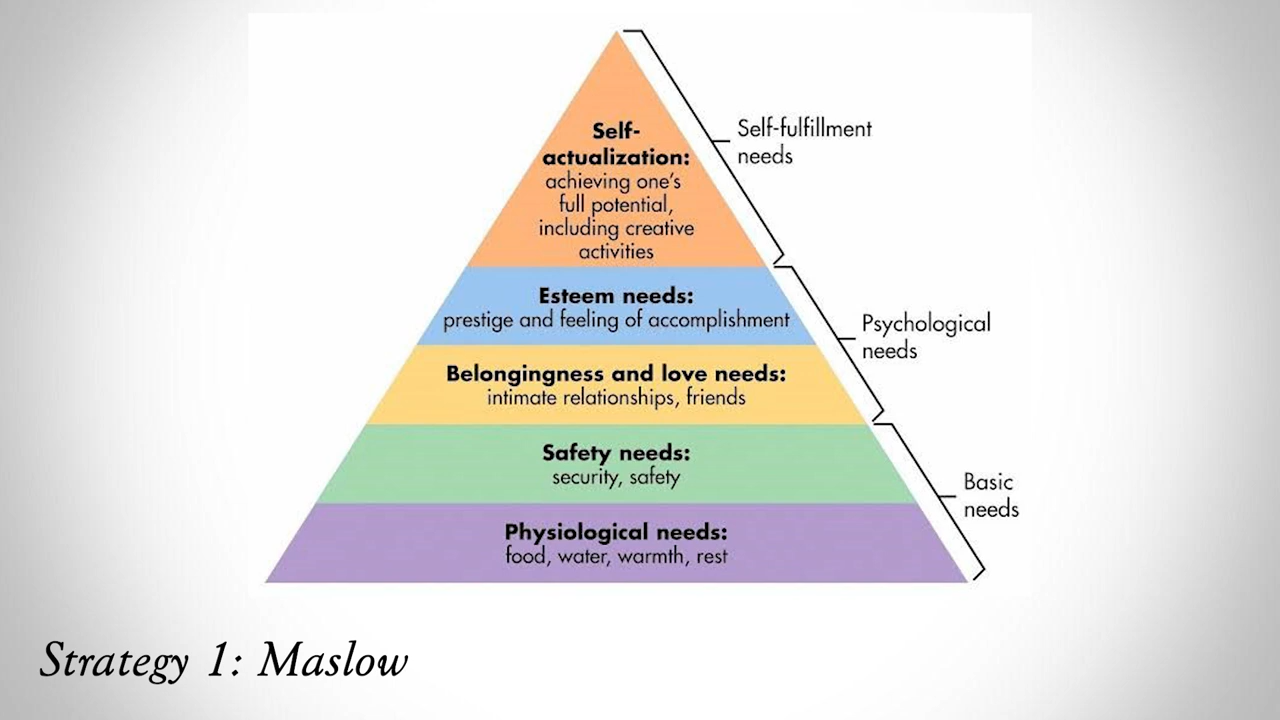 Self-
actualization:
achieving one's
full potential,
including creative
activities
Self-fulfillment
needs
Esteem needs:
prestige and feeling of accomplishment
Psychological
needs
Belongingness and love needs:
intimate relationships, friends
Safety needs:
security, safety
Basic
needs
Physiological needs:
food, water, warmth, rest
Strategy 1: Maslow